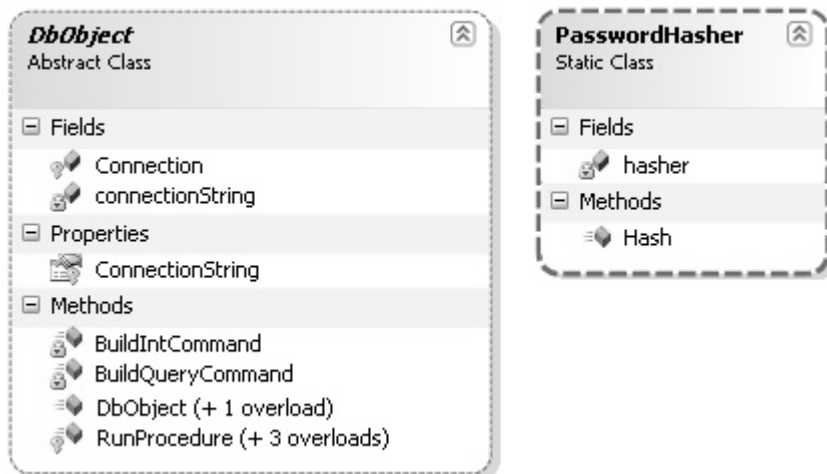 DbObject
Abstract Class
Fields
Connection
connectionString
Properties
ConnectionString
Methods
BuildIntCommand
BuildQueryCommand
DbObject (+ 1 overload)
RunProcedure (+ 3 overloads)
PasswordHasher
Static Class
Fields
hasher
Methods
Hash